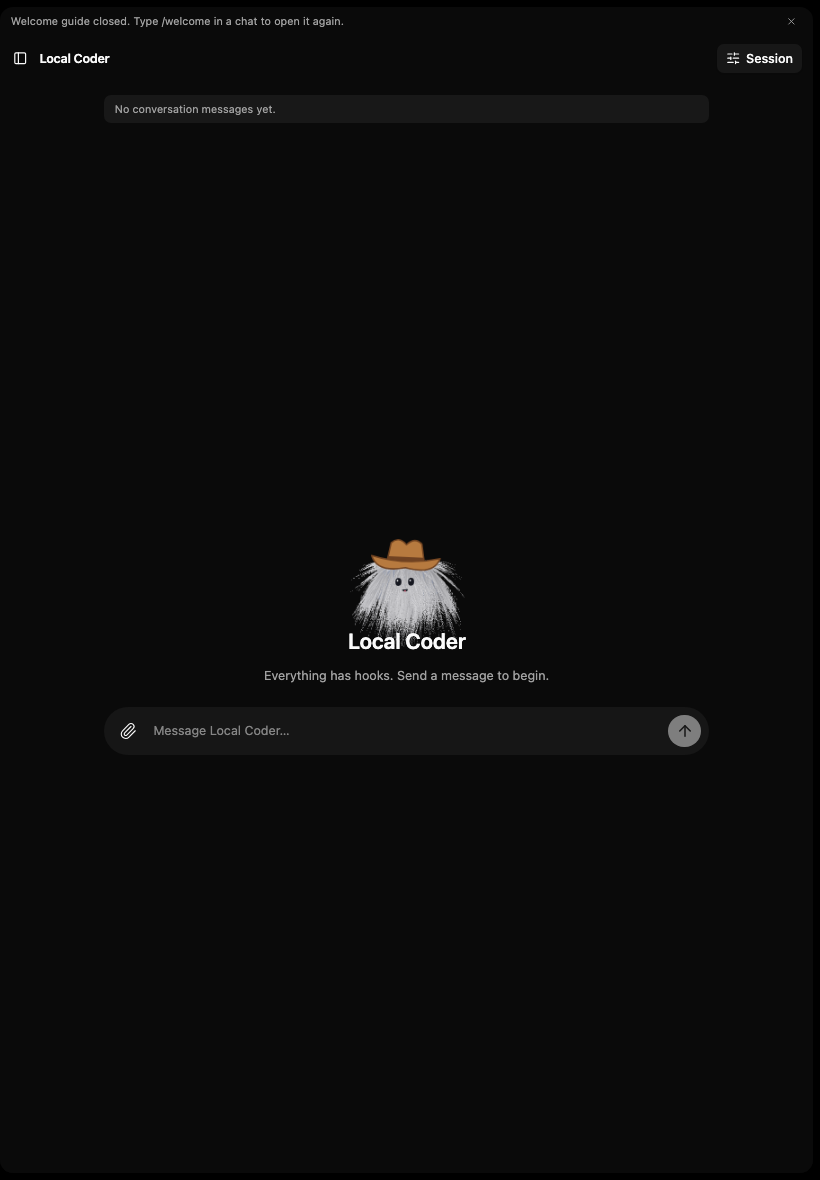 Welcome guide closed. Type /welcome in a chat to open it again.
Local Coder
Session
No conversation messages yet.
Local Coder
Everything has hooks. Send a message to begin.
Message Local Coder...